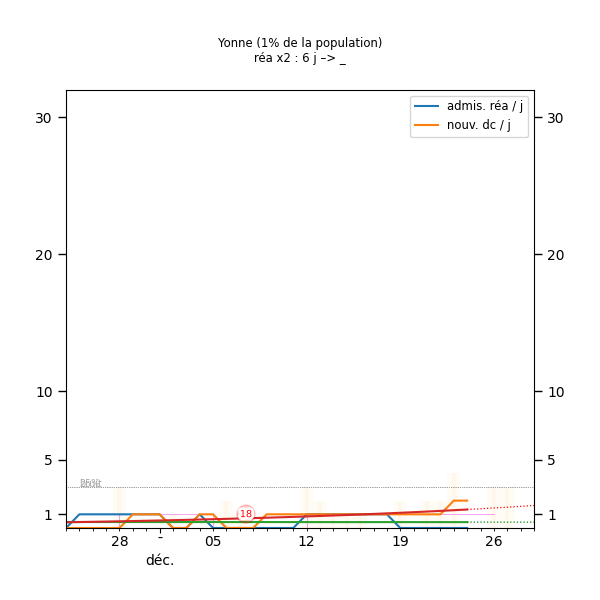 Yonne (1% de la population)
réa x2 : 6 j –> _
admis. réa / j
nouv. dc / j
30 30
20 20
10 10
5 5
1 18 1
28 - 05 12 19 26
déc.